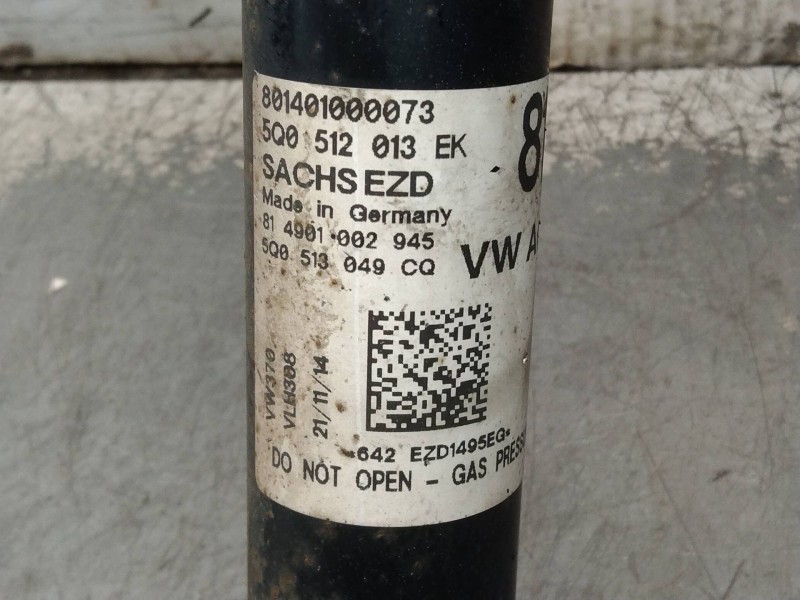 801401000073
5Q0 512 013 EK
SACHS EZD
Made in Germany
81 4901 002 945
5Q0 513 049 CQ
VW
VW370
21/11/14
*642 EZD1495EG*
DO NOT OPEN - GAS